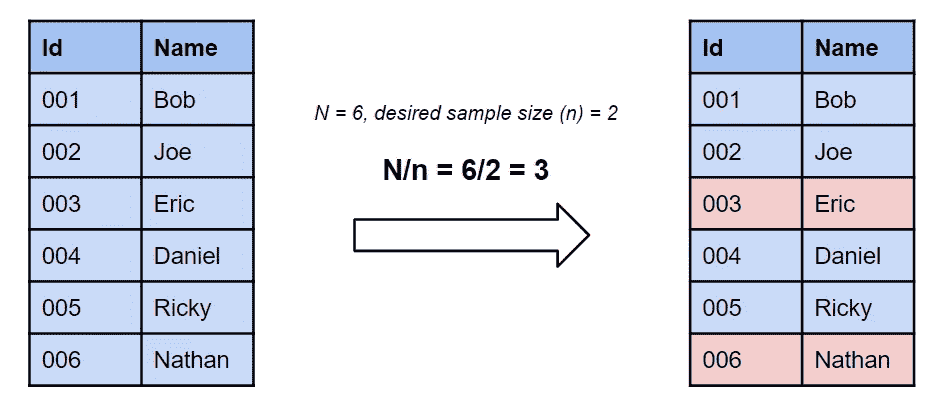 Id Name
001 Bob
002 Joe
003 Eric
004 Daniel
005 Ricky
006 Nathan
N = 6, desired sample size (n) = 2
N/n = 6/2 = 3
Id Name
001 Bob
002 Joe
003 Eric
004 Daniel
005 Ricky
006 Nathan